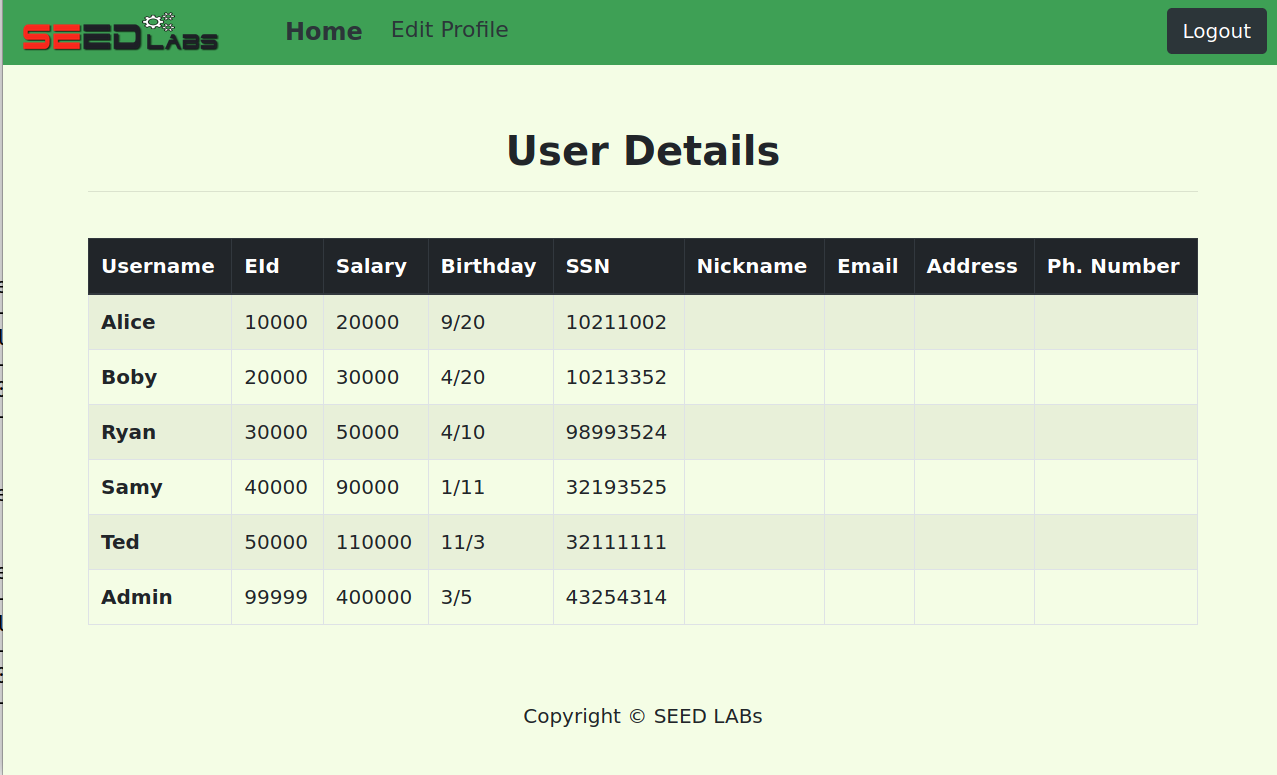 SEEDLABS Home Edit Profile Logout
User Details
Username EId Salary Birthday SSN Nickname Email Address Ph. Number
Alice 10000 20000 9/20 10211002
Boby 20000 30000 4/20 10213352
Ryan 30000 50000 4/10 98993524
Samy 40000 90000 1/11 32193525
Ted 50000 110000 11/3 32111111
Admin 99999 400000 3/5 43254314
Copyright © SEED LABs